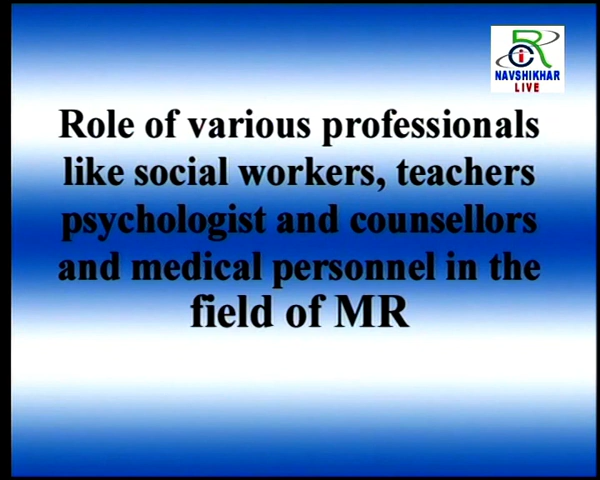 RCI
NAVSHIKHAR
LIVE
Role of various professionals
like social workers, teachers
psychologist and counsellors
and medical personnel in the
field of MR